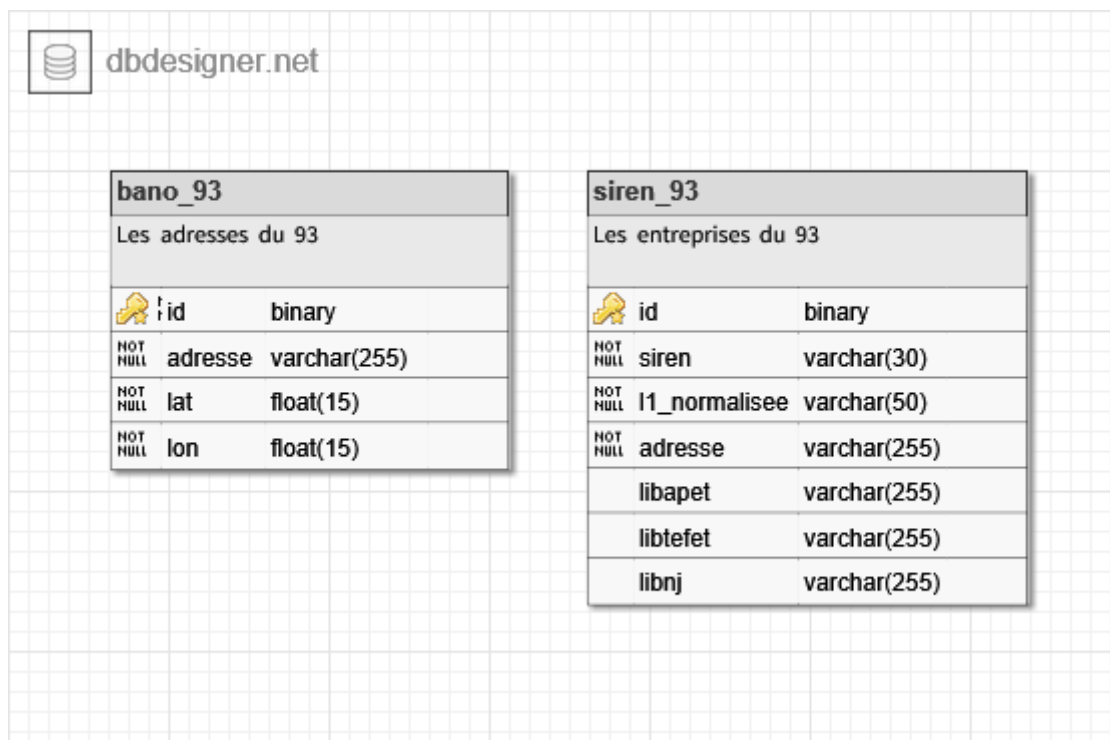 dbdesigner.net
bano_93
Les adresses du 93
id binary
NOT NULL adresse varchar(255)
NOT NULL lat float(15)
NOT NULL lon float(15)
siren_93
Les entreprises du 93
id binary
NOT NULL siren varchar(30)
NOT NULL l1_normalisee varchar(50)
NOT NULL adresse varchar(255)
libapet varchar(255)
libtefet varchar(255)
libnj varchar(255)